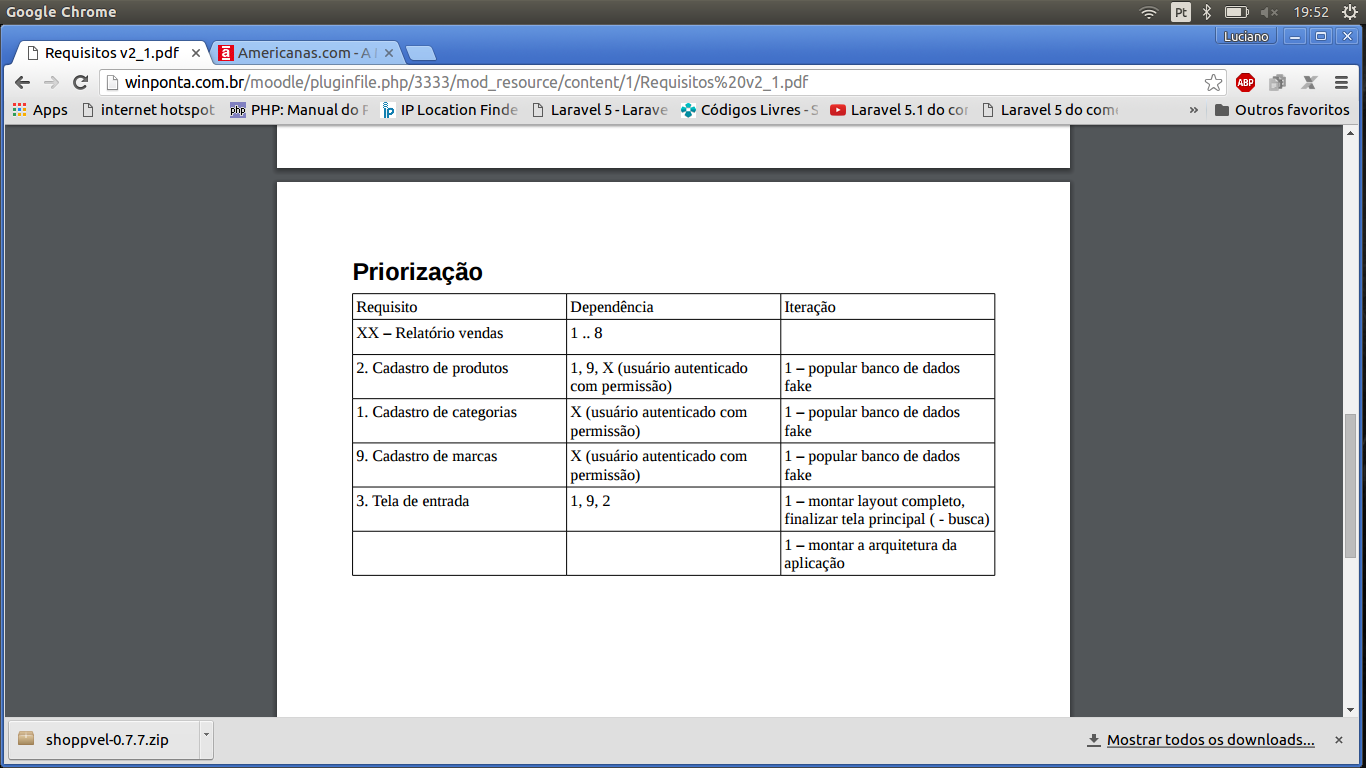 Google Chrome
Pt
19:52
Luciano
Requisitos v2_1.pdf
Americanas.com - A
winponta.com.br/moodle/pluginfile.php/3333/mod_resource/content/1/Requisitos%20v2_1.pdf
ABP
Apps
internet hotspot
php PHP: Manual do P
ip IP Location Finde
Laravel 5 - Larave
Códigos Livres - S
Laravel 5.1 do cor
Laravel 5 do come
»
Outros favoritos
Priorização
Requisito Dependência Iteração
XX – Relatório vendas 1 .. 8
2. Cadastro de produtos 1, 9, X (usuário autenticado 1 – popular banco de dados
com permissão) fake
1. Cadastro de categorias X (usuário autenticado com 1 – popular banco de dados
permissão) fake
9. Cadastro de marcas X (usuário autenticado com 1 – popular banco de dados
permissão) fake
3. Tela de entrada 1, 9, 2 1 – montar layout completo,
finalizar tela principal ( - busca)
1 – montar a arquitetura da
aplicação
shoppvel-0.7.7.zip
Mostrar todos os downloads...